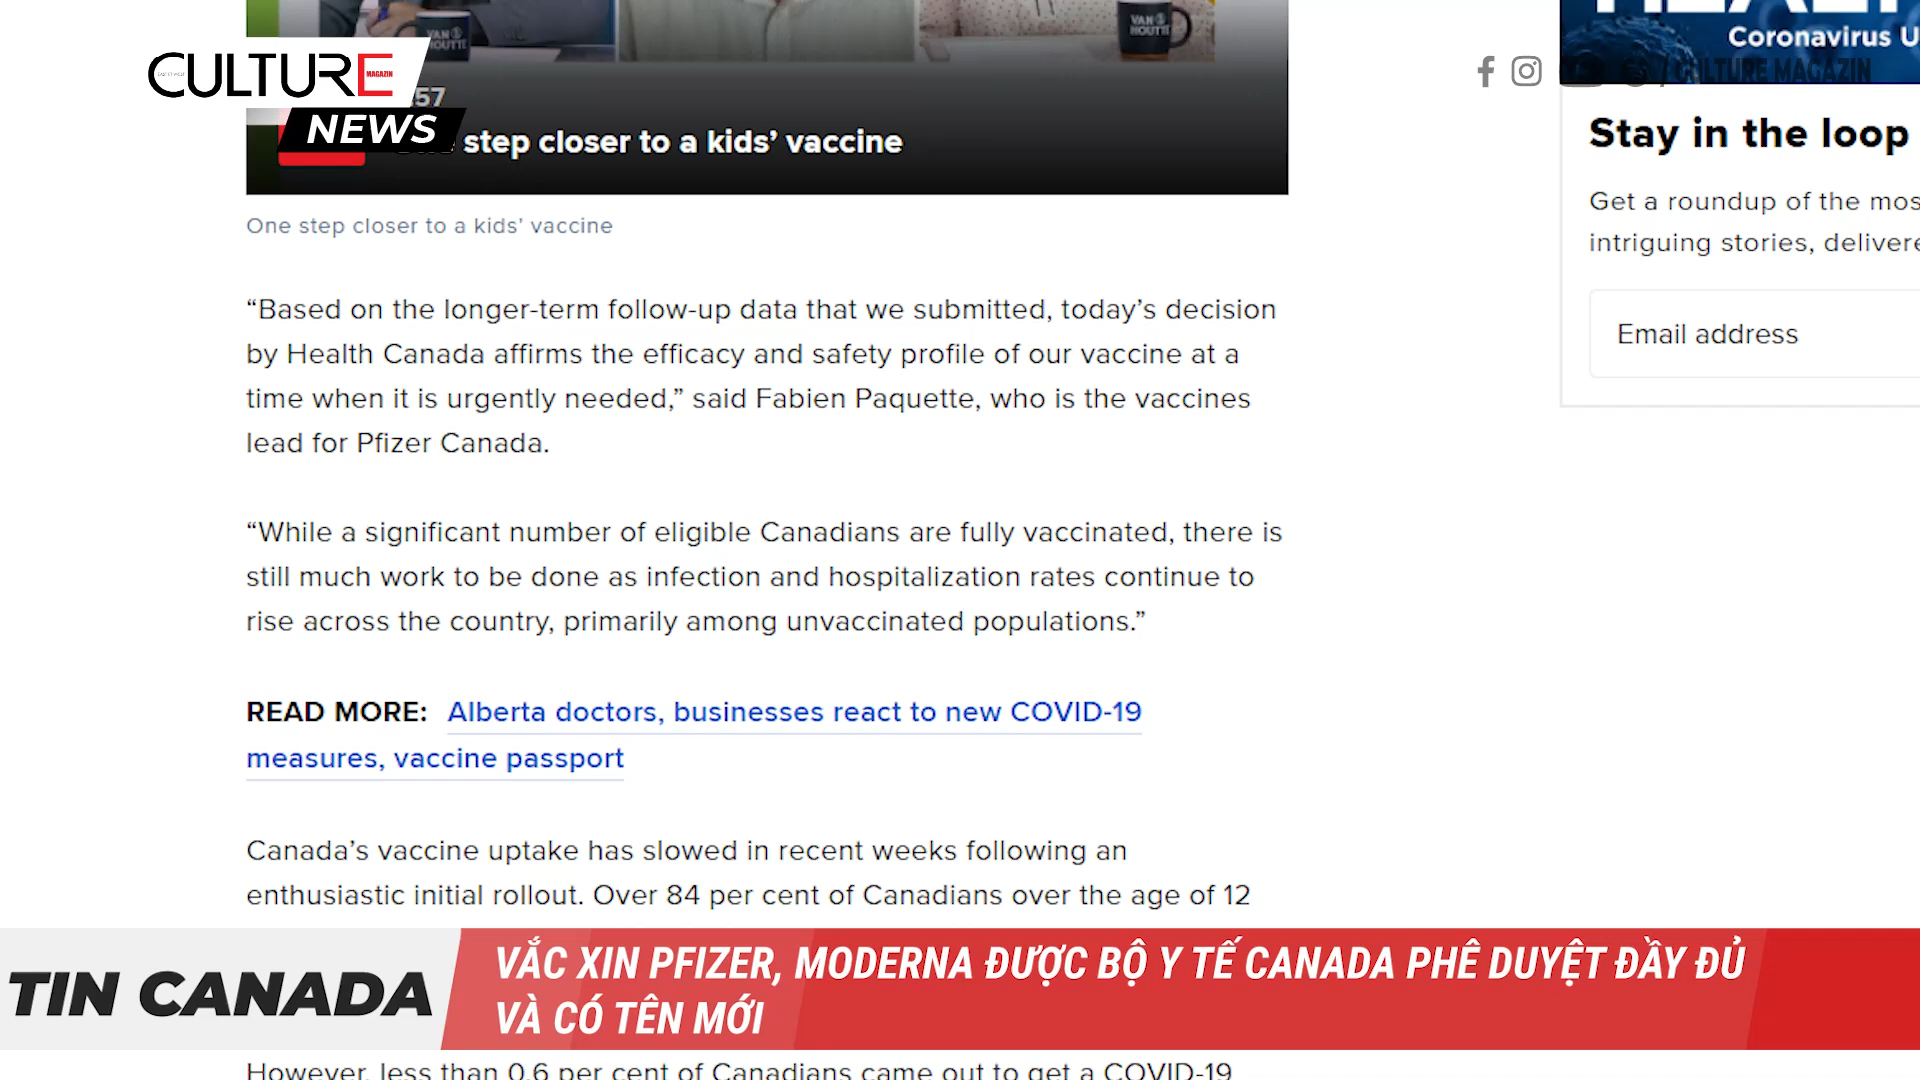 VAN HOUTTE
VAN HOUTTE
CULTURE
MAGAZIN
NEWS
:57
step closer to a kids’ vaccine
One step closer to a kids’ vaccine
“Based on the longer-term follow-up data that we submitted, today’s decision
by Health Canada affirms the efficacy and safety profile of our vaccine at a
time when it is urgently needed,” said Fabien Paquette, who is the vaccines
lead for Pfizer Canada.
“While a significant number of eligible Canadians are fully vaccinated, there is
still much work to be done as infection and hospitalization rates continue to
rise across the country, primarily among unvaccinated populations.”
READ MORE: Alberta doctors, businesses react to new COVID-19
measures, vaccine passport
Canada’s vaccine uptake has slowed in recent weeks following an
enthusiastic initial rollout. Over 84 per cent of Canadians over the age of 12
However, less than 0.6 per cent of Canadians came out to get a COVID-19
Coronavirus U
/ CULTURE MAGAZIN
Stay in the loop
Get a roundup of the mos
intriguing stories, delivere
Email address
TIN CANADA
VẮC XIN PFIZER, MODERNA ĐƯỢC BỘ Y TẾ CANADA PHÊ DUYỆT ĐẦY ĐỦ
VÀ CÓ TÊN MỚI